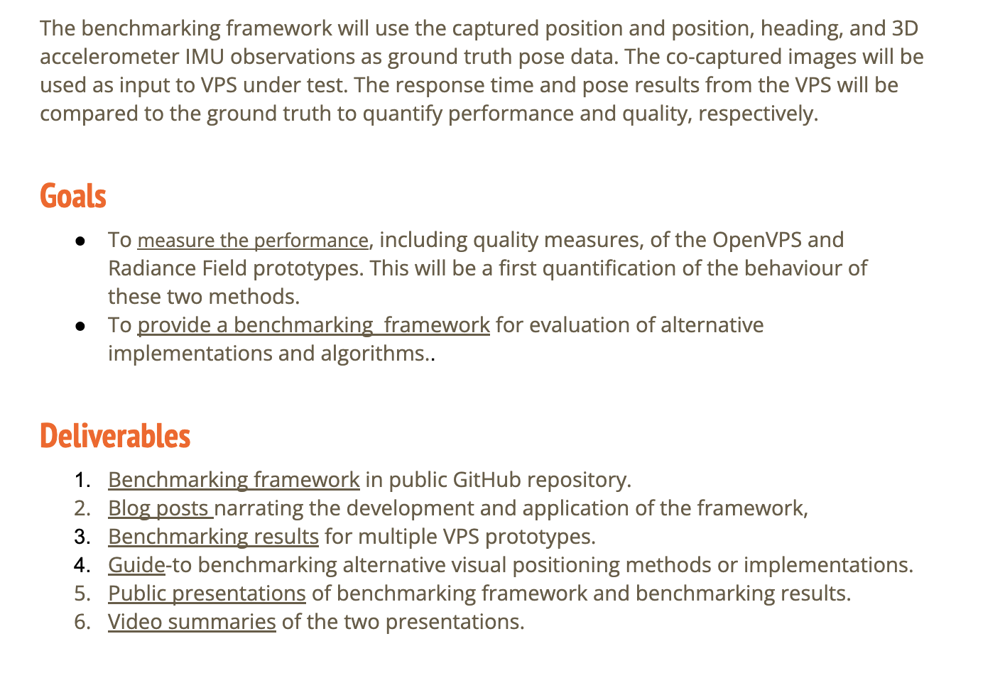 The benchmarking framework will use the captured position and position, heading, and 3D
accelerometer IMU observations as ground truth pose data. The co-captured images will be
used as input to VPS under test. The response time and pose results from the VPS will be
compared to the ground truth to quantify performance and quality, respectively.
Goals
● To measure the performance, including quality measures, of the OpenVPS and
Radiance Field prototypes. This will be a first quantification of the behaviour of
these two methods.
● To provide a benchmarking  framework for evaluation of alternative
implementations and algorithms..
Deliverables
1. Benchmarking framework in public GitHub repository.
2. Blog posts narrating the development and application of the framework,
3. Benchmarking results for multiple VPS prototypes.
4. Guide-to benchmarking alternative visual positioning methods or implementations.
5. Public presentations of benchmarking framework and benchmarking results.
6. Video summaries of the two presentations.